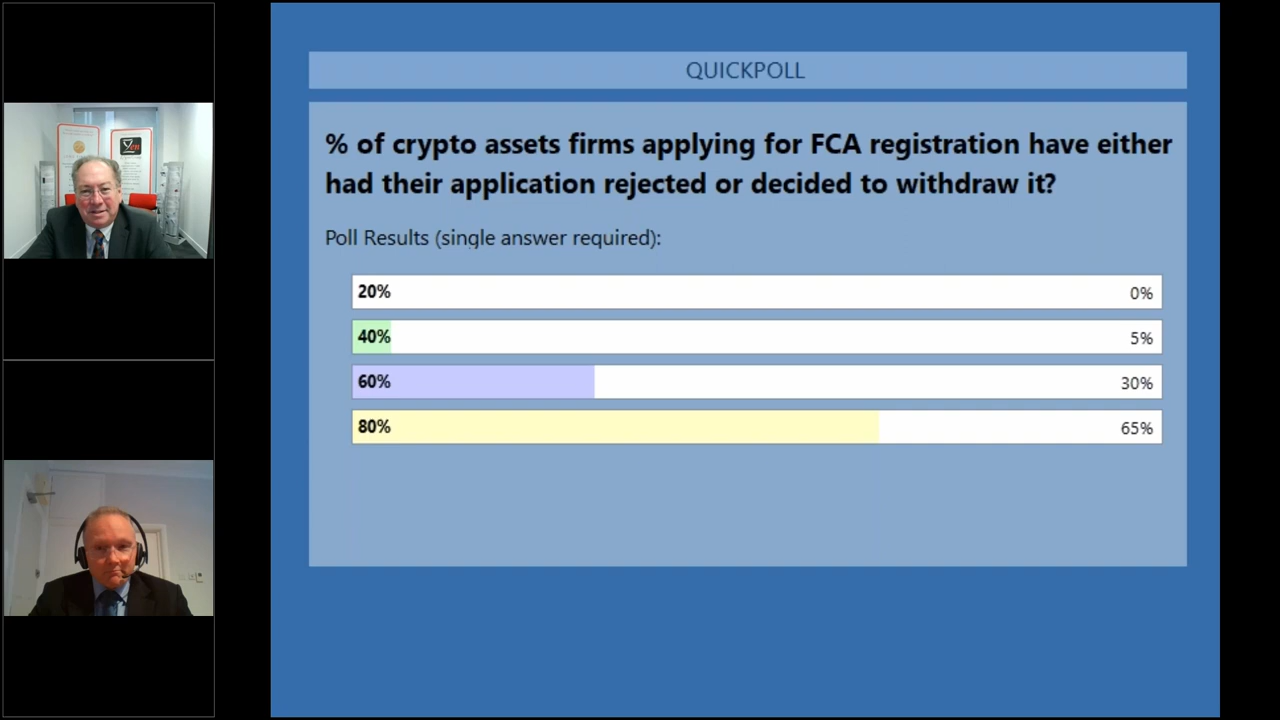 QUICKPOLL
% of crypto assets firms applying for FCA registration have either
had their application rejected or decided to withdraw it?
Poll Results (single answer required):
20% 0%
40% 5%
60% 30%
80% 65%